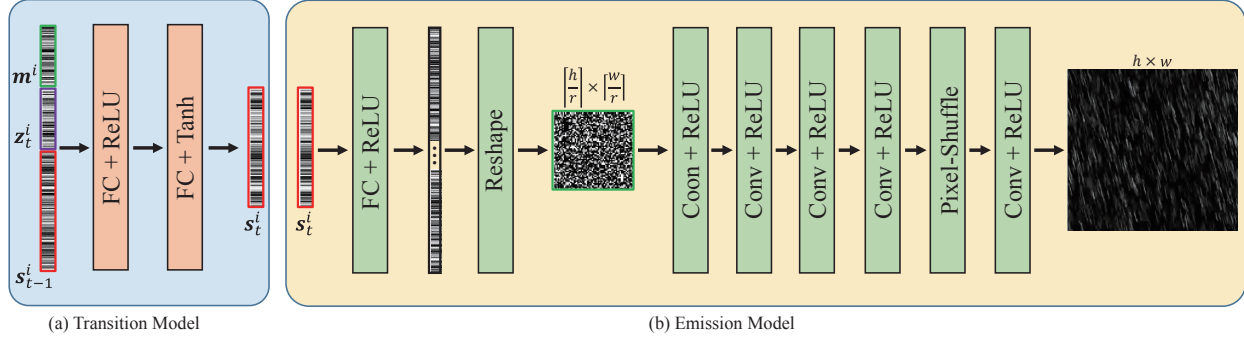 m^i
z_t^i
s_{t-1}^i
FC + ReLU
FC + Tanh
s_t^i
s_t^i
FC + ReLU
Reshape
⌈h/r⌉ × ⌈w/r⌉
Coon + ReLU
Conv + ReLU
Conv + ReLU
Conv + ReLU
Pixel-Shuffle
Conv + ReLU
h × w
(a) Transition Model
(b) Emission Model